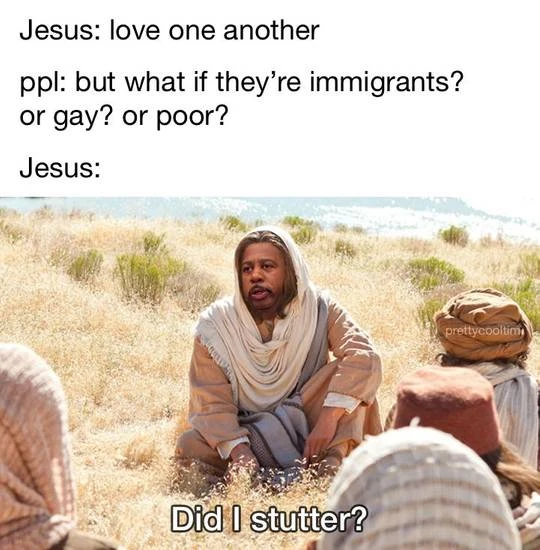 Jesus: love one another
ppl: but what if they're immigrants?
or gay? or poor?
Jesus:
prettycooltim
Did I stutter?